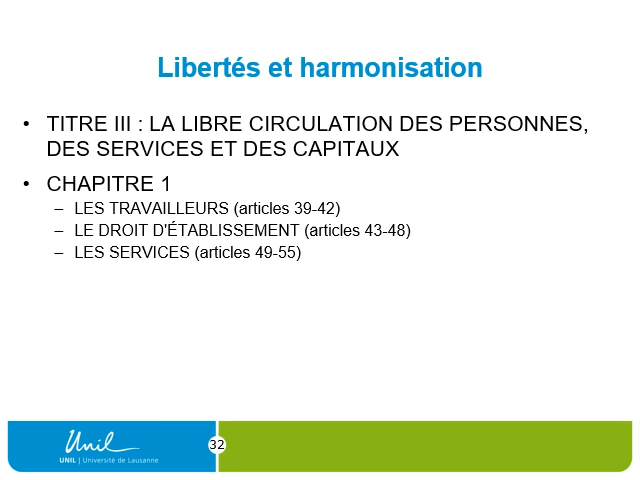 Libertés et harmonisation
• TITRE III : LA LIBRE CIRCULATION DES PERSONNES,
DES SERVICES ET DES CAPITAUX
• CHAPITRE 1
– LES TRAVAILLEURS (articles 39-42)
– LE DROIT D'ÉTABLISSEMENT (articles 43-48)
– LES SERVICES (articles 49-55)
Unil
UNIL | Université de Lausanne
32